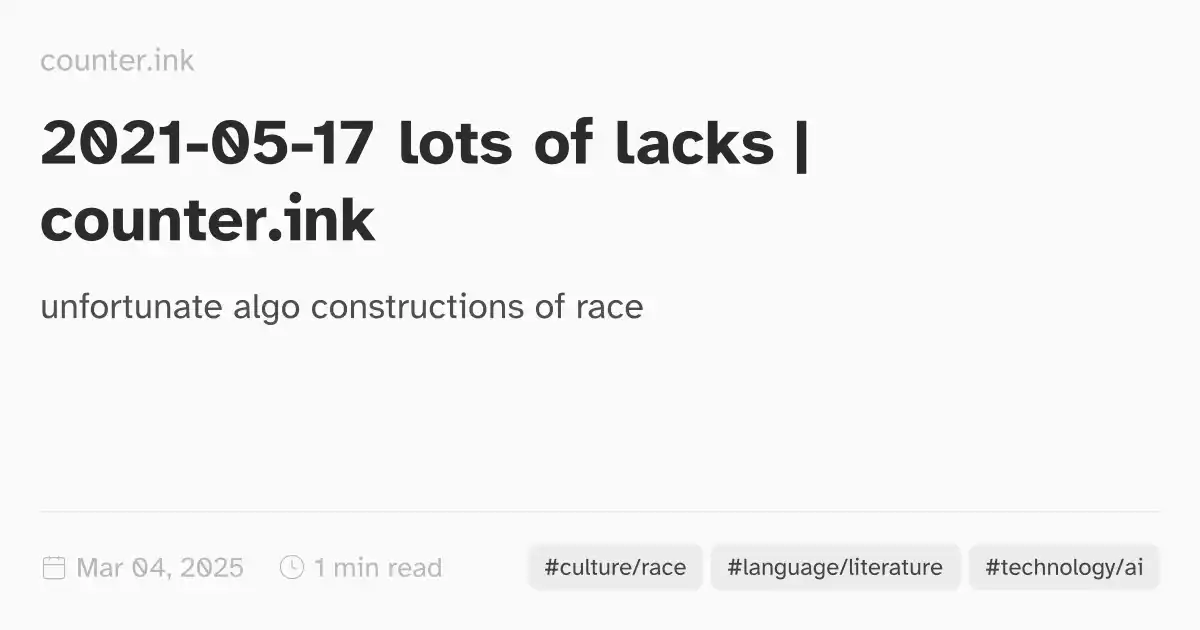 counter.ink
2021-05-17 lots of lacks |
counter.ink
unfortunate algo constructions of race
Mar 04, 2025 1 min read #culture/race #language/literature #technology/ai